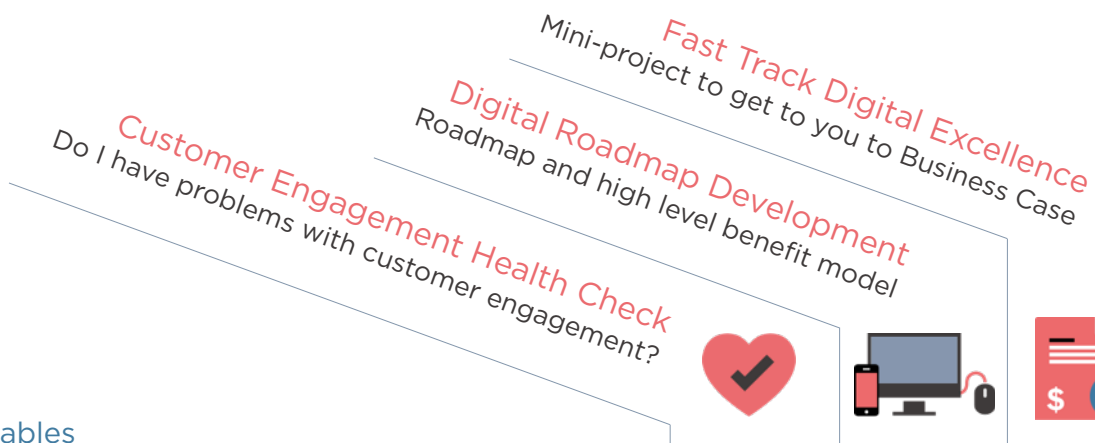 Fast Track Digital Excellence
Mini-project to get to you to Business Case
Digital Roadmap Development
Roadmap and high level benefit model
Customer Engagement Health Check
Do I have problems with customer engagement?
$
ables